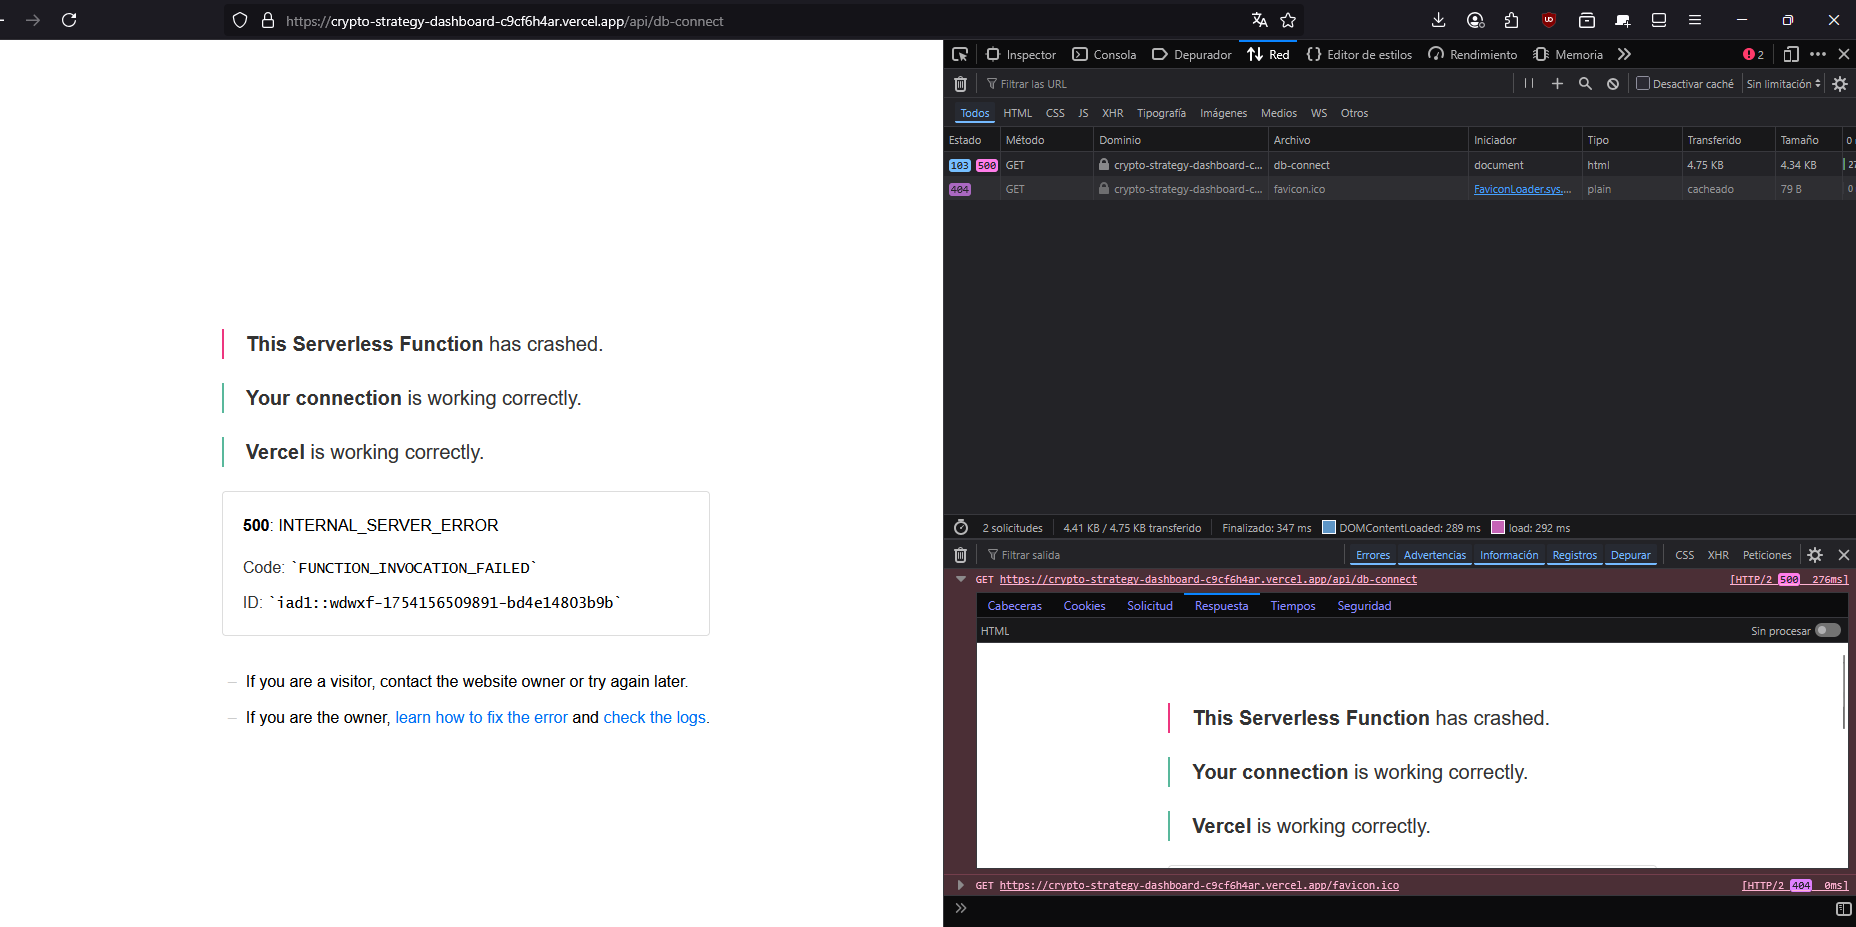 https://crypto-strategy-dashboard-c9cf6h4ar.vercel.app/api/db-connect
This Serverless Function has crashed.
Your connection is working correctly.
Vercel is working correctly.
500: INTERNAL_SERVER_ERROR
Code: `FUNCTION_INVOCATION_FAILED`
ID: `iad1::wdwxf-1754156509891-bd4e14803b9b`
– If you are a visitor, contact the website owner or try again later.
– If you are the owner, learn how to fix the error and check the logs.
Inspector Consola Depurador Red Editor de estilos Rendimiento Memoria 2
Filtrar las URL Desactivar caché Sin limitación
Todos HTML CSS JS XHR Tipografía Imágenes Medios WS Otros
Estado Método Dominio Archivo Iniciador Tipo Transferido Tamaño 0
103 500 GET crypto-strategy-dashboard-c... db-connect document html 4.75 KB 4.34 KB 27
404 GET crypto-strategy-dashboard-c... favicon.ico FaviconLoader.sys.... plain cacheado 79 B 0
2 solicitudes 4.41 KB / 4.75 KB transferido Finalizado: 347 ms DOMContentLoaded: 289 ms load: 292 ms
Filtrar salida Errores Advertencias Información Registros Depurar CSS XHR Peticiones
GET https://crypto-strategy-dashboard-c9cf6h4ar.vercel.app/api/db-connect [HTTP/2 500 276ms]
Cabeceras Cookies Solicitud Respuesta Tiempos Seguridad
HTML Sin procesar
This Serverless Function has crashed.
Your connection is working correctly.
Vercel is working correctly.
GET https://crypto-strategy-dashboard-c9cf6h4ar.vercel.app/favicon.ico [HTTP/2 404 0ms]